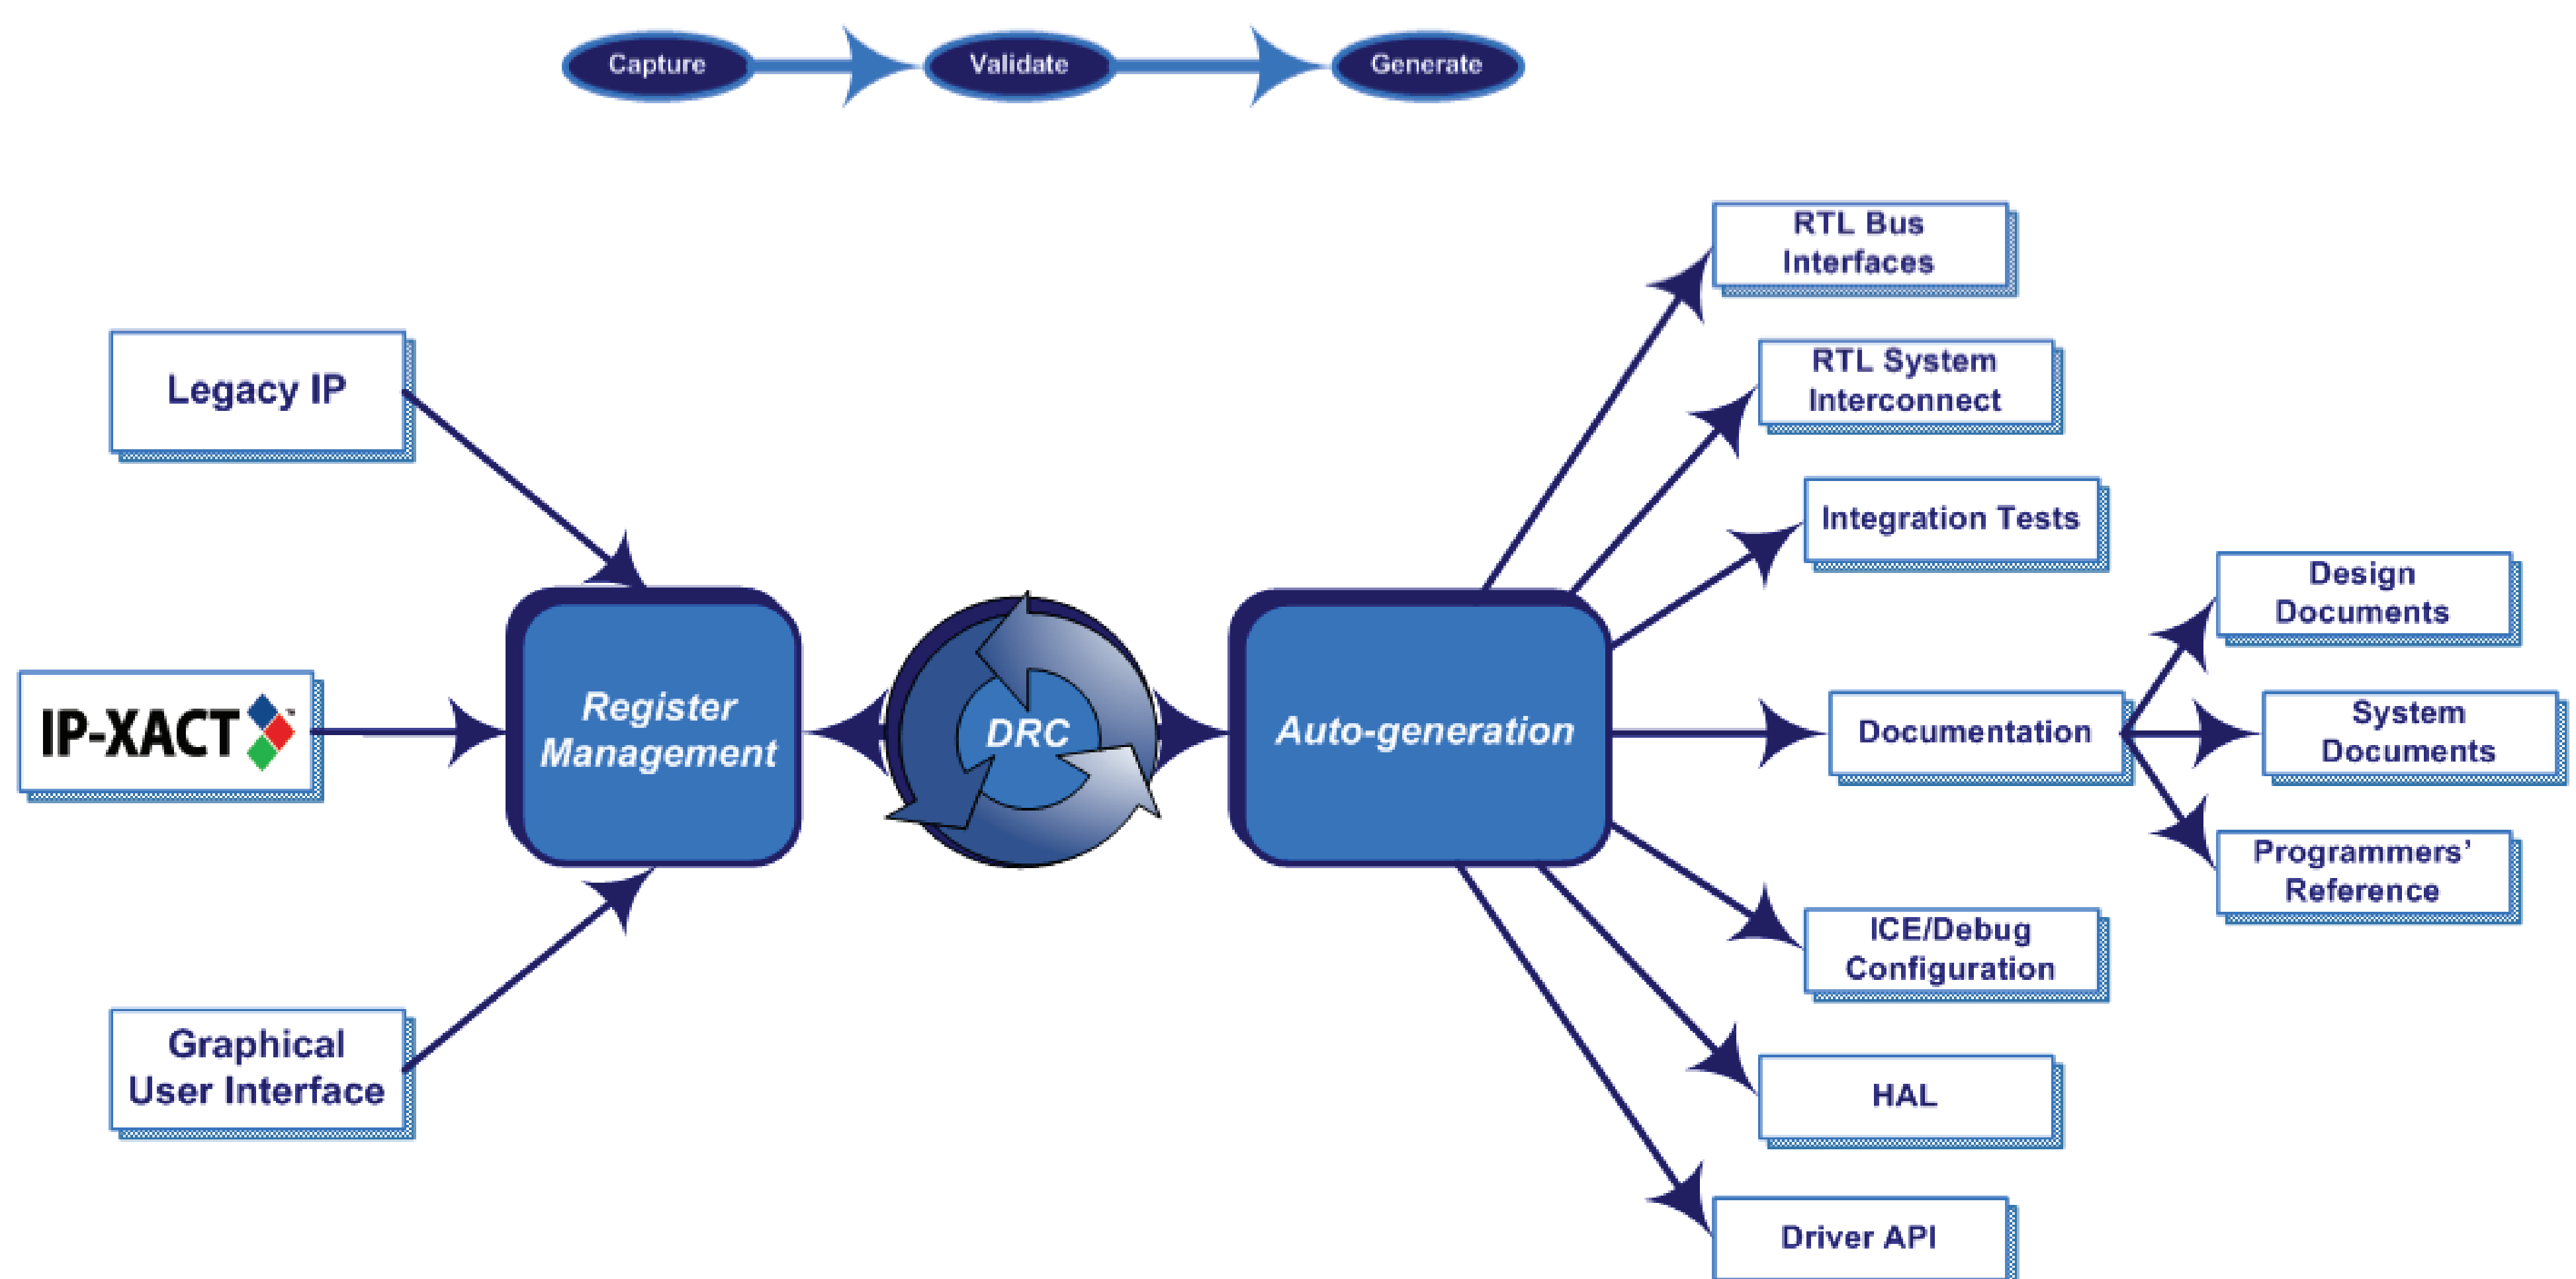 Capture
Validate
Generate
RTL Bus
Interfaces
RTL System
Interconnect
Legacy IP
Integration Tests
Design
Documents
Register
Management
IP-XACT™
DRC
Auto-generation
Documentation
System
Documents
Programmers’
Reference
ICE/Debug
Configuration
Graphical
User Interface
HAL
Driver API